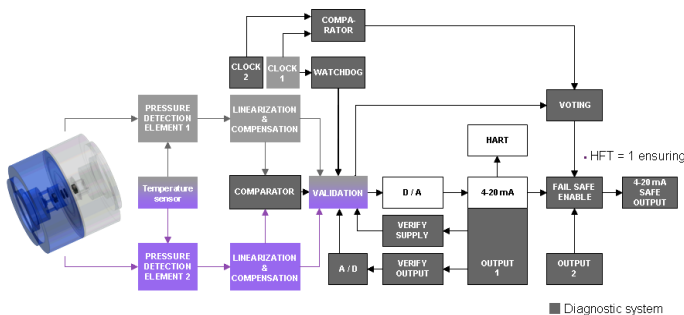 COMPA-
RATOR
CLOCK
2
CLOCK
1
WATCHDOG
PRESSURE
DETECTION
ELEMENT 1
LINEARIZATION
&
COMPENSATION
VOTING
HART
• HFT = 1 ensuring
Temperature
sensor
COMPARATOR
VALIDATION
D / A
4-20 mA
FAIL SAFE
ENABLE
4-20 mA
SAFE
OUTPUT
VERIFY
SUPPLY
PRESSURE
DETECTION
ELEMENT 2
LINEARIZATION
&
COMPENSATION
A / D
VERIFY
OUTPUT
OUTPUT
1
OUTPUT
2
Diagnostic system